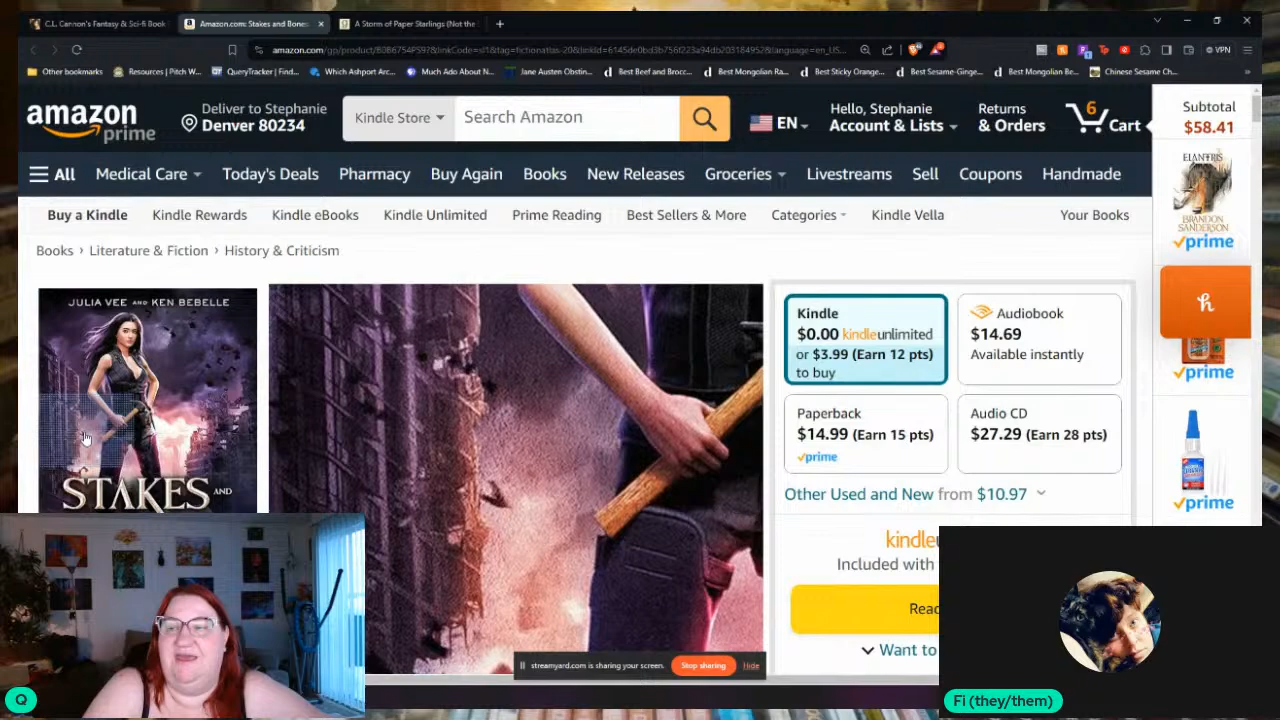 C.L. Cannon's Fantasy & Sci-fi Book
Amazon.com: Stakes and Bones
A Storm of Paper Starlings (Not the
Other bookmarks
Resources | Pitch W...
QueryTracker | Find...
Which Ashport Arc...
Much Ado About N...
Jane Austen Obstin...
Best Beef and Brocc...
Best Mongolian Ra...
Best Sticky Orange...
Best Sesame-Ginge...
Best Mongolian Be...
Chinese Sesame Ch...
VPN
amazon
prime
Deliver to Stephanie
Denver 80234
Kindle Store
Search Amazon
EN
Hello, Stephanie
Account & Lists
Returns
& Orders
6
Cart
Subtotal
$58.41
All
Medical Care
Today's Deals
Pharmacy
Buy Again
Books
New Releases
Groceries
Livestreams
Sell
Coupons
Handmade
Buy a Kindle
Kindle Rewards
Kindle eBooks
Kindle Unlimited
Prime Reading
Best Sellers & More
Categories
Kindle Vella
Your Books
Books › Literature & Fiction › History & Criticism
ELANTRIS
BRANDON
SANDERSON
prime
h
prime
prime
JULIA VEE AND KEN BEBELLE
STAKES AND
Kindle
$0.00 kindleunlimited
or $3.99 (Earn 12 pts)
to buy
Audiobook
$14.69
Available instantly
Paperback
$14.99 (Earn 15 pts)
prime
Audio CD
$27.29 (Earn 28 pts)
Other Used and New from $10.97
Included with
Want to
streamyard.com is sharing your screen.
Stop sharing
Hide
Q
Fi (they/them)